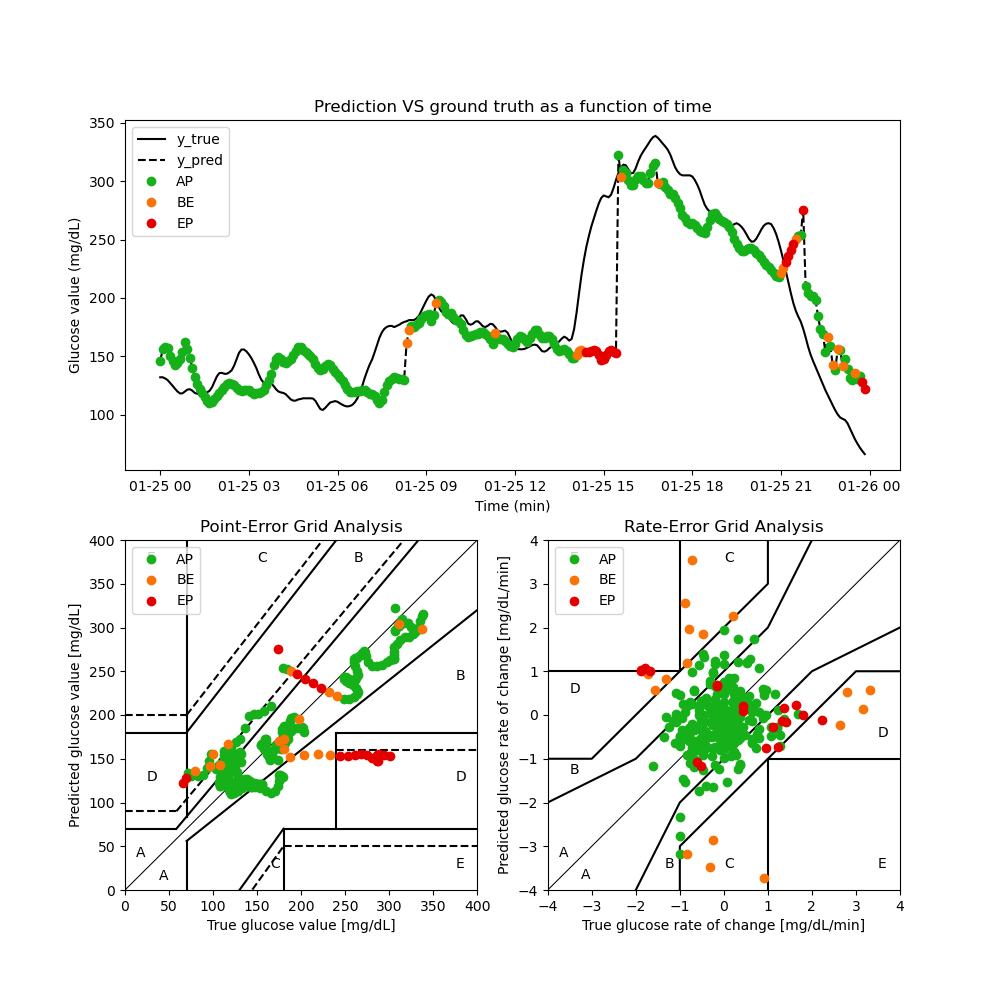 Prediction VS ground truth as a function of time
350
300
250
200
150
100
Glucose value (mg/dL)
y_true
y_pred
AP
BE
EP
01-25 00 01-25 03 01-25 06 01-25 09 01-25 12 01-25 15 01-25 18 01-25 21 01-26 00
Time (min)
Point-Error Grid Analysis
400
350
300
250
200
150
100
50
0
Predicted glucose value [mg/dL]
AP
BE
EP
C
B
B
D
D
A
A
C
E
0 50 100 150 200 250 300 350 400
True glucose value [mg/dL]
Rate-Error Grid Analysis
4
3
2
1
0
−1
−2
−3
−4
Predicted glucose rate of change [mg/dL/min]
AP
BE
EP
C
D
D
B
A
A
B
C
E
−4 −3 −2 −1 0 1 2 3 4
True glucose rate of change [mg/dL/min]